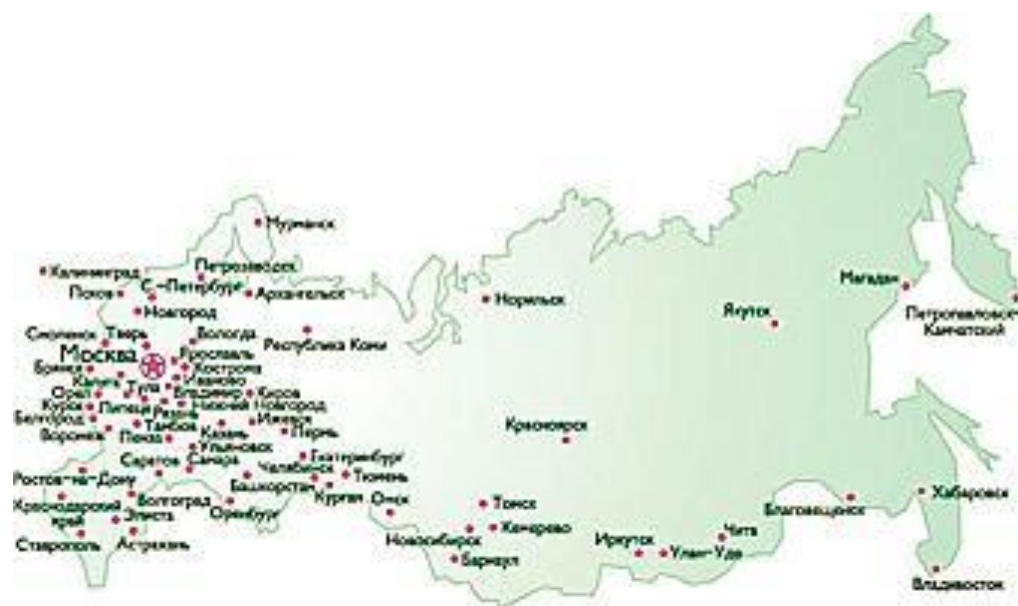 Мурманск
Калининград
Петрозаводск
С.-Петербург
Псков
Архангельск
Новгород
Норильск
Магадан
Петропавловск-
Камчатский
Якутск
Смоленск
Тверь
Вологда
Республика Коми
Москва
Ярославль
Кострома
Брянск
Иваново
Калуга
Тула
Владимир
Киров
Орел
Курск
Липецк
Рязань
Нижний Новгород
Белгород
Тамбов
Ижевск
Воронеж
Казань
Пермь
Пенза
Ульяновск
Красноярск
Екатеринбург
Саратов
Самара
Челябинск
Тюмень
Ростов-на-Дону
Башкорстан
Курган
Омск
Томск
Хабаровск
Краснодарский
край
Волгоград
Оренбург
Благовещенск
Элиста
Новосибирск
Кемерово
Чита
Ставрополь
Астрахань
Барнаул
Иркутск
Улан-Удэ
Владивосток